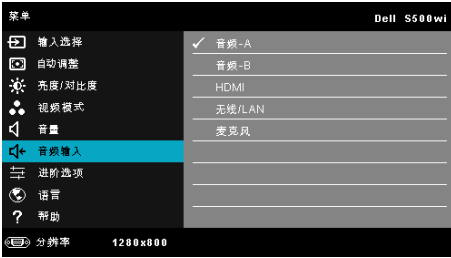 菜单 Dell S500wi
输入选择
自动调整
亮度/对比度
视频模式
音量
音频输入
进阶选项
语言
帮助
音频-A
音频-B
HDMI
无线/LAN
麦克风
分辨率 1280x800